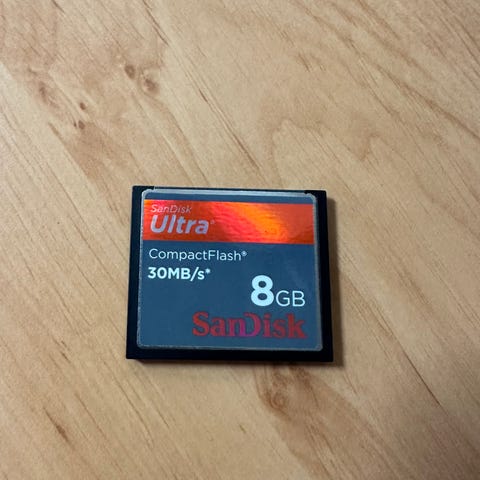 SanDisk
Ultra®
CompactFlash®
30MB/s*
8GB
SanDisk